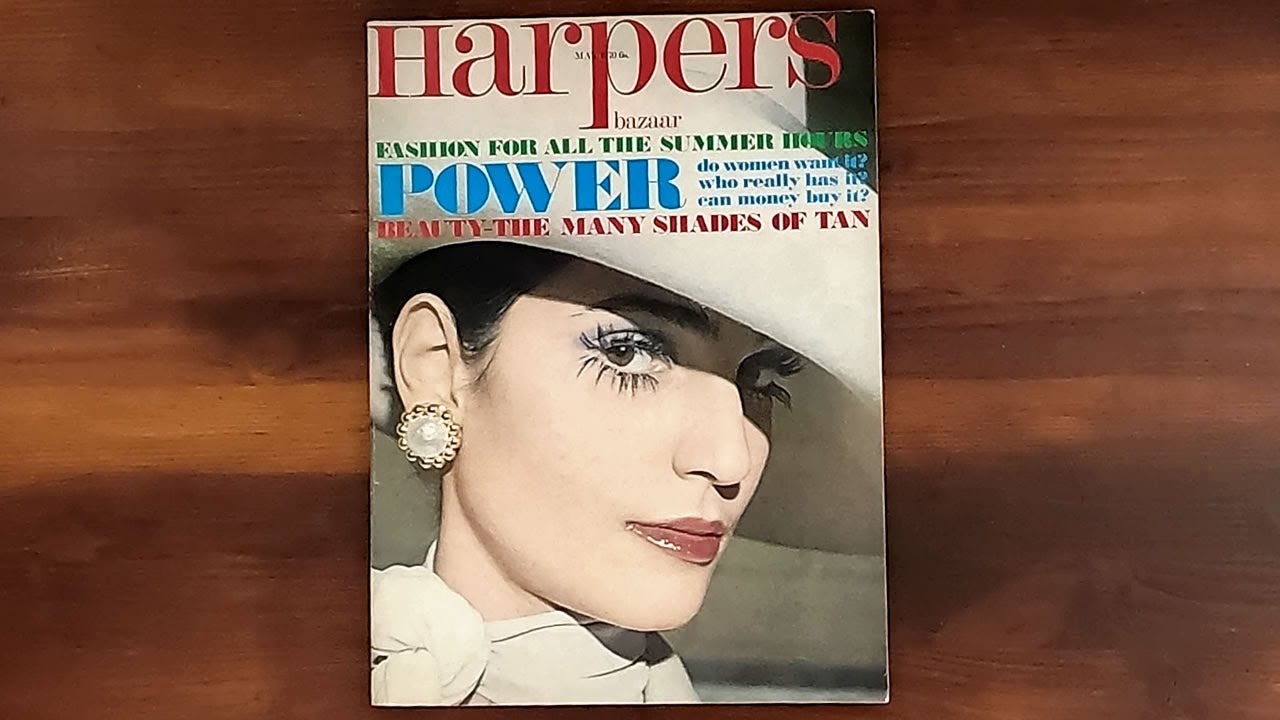 Harpers
bazaar
FASHION FOR ALL THE SUMMER HOURS
POWER
do women want it?
who really has it?
can money buy it?
BEAUTY-THE MANY SHADES OF TAN